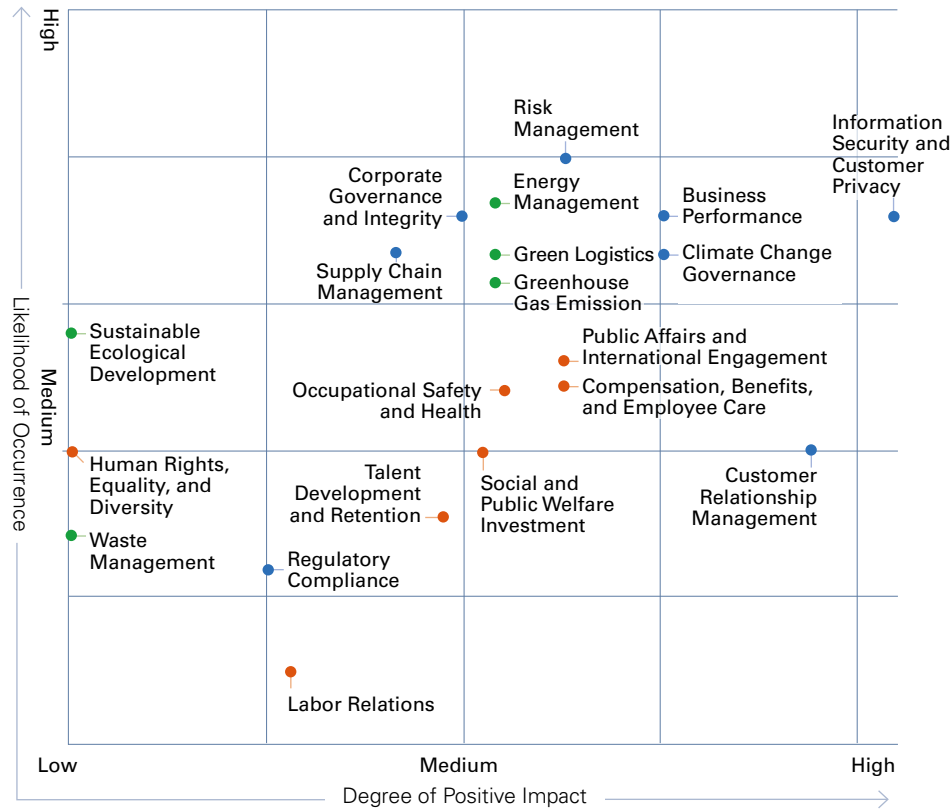 High
Risk
Management
Information
Security and
Customer
Privacy
Corporate
Governance
and Integrity
Energy
Management
Business
Performance
Supply Chain
Management
Green Logistics
Climate Change
Governance
Greenhouse
Gas Emission
Likelihood of Occurrence
Medium
Sustainable
Ecological
Development
Public Affairs and
International Engagement
Occupational Safety
and Health
Compensation, Benefits,
and Employee Care
Human Rights,
Equality, and
Diversity
Talent
Development
and Retention
Social and
Public Welfare
Investment
Customer
Relationship
Management
Waste
Management
Regulatory
Compliance
Labor Relations
Low
Medium
High
Degree of Positive Impact